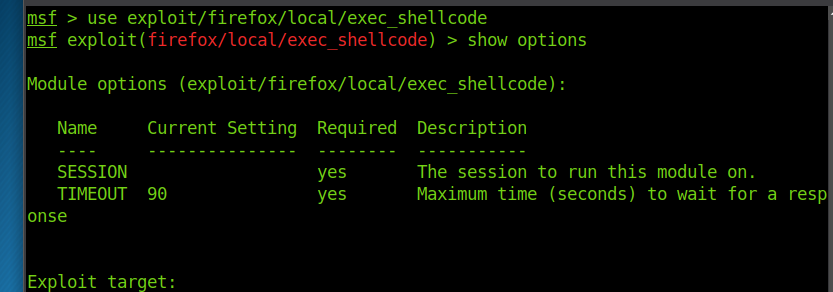 msf > use exploit/firefox/local/exec_shellcode
msf exploit(firefox/local/exec_shellcode) > show options
Module options (exploit/firefox/local/exec_shellcode):
Name Current Setting Required Description
---- --------------- -------- -----------
SESSION yes The session to run this module on.
TIMEOUT 90 yes Maximum time (seconds) to wait for a resp
onse
Exploit target: